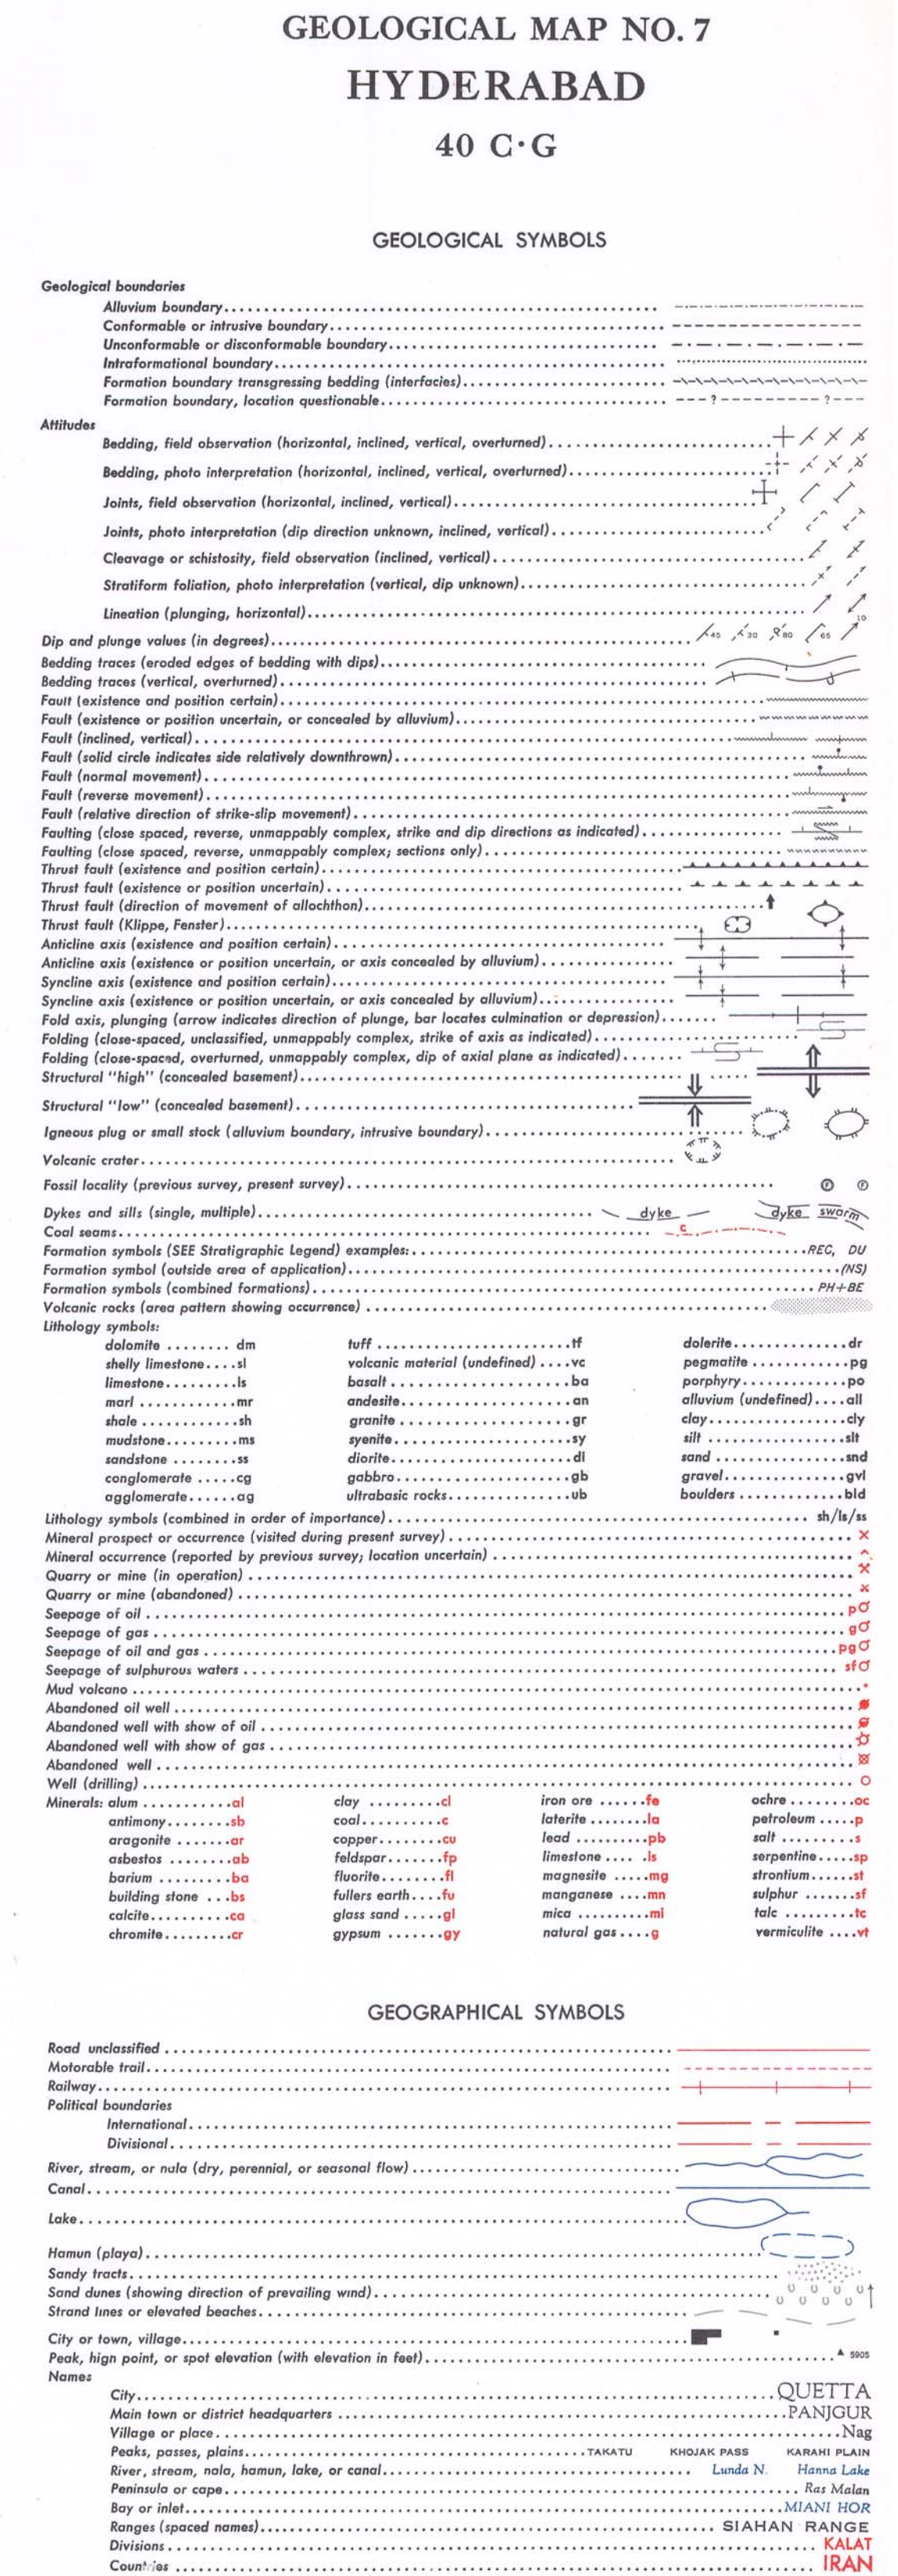 GEOLOGICAL MAP NO. 7
HYDERABAD
40 C·G
GEOLOGICAL SYMBOLS
Geological boundaries
Alluvium boundary
Conformable or intrusive boundary
Unconformable or disconformable boundary
Intraformational boundary
Formation boundary transgressing bedding (interfacies)
Formation boundary, location questionable ---?----------?---
Attitudes
Bedding, field observation (horizontal, inclined, vertical, overturned)
Bedding, photo interpretation (horizontal, inclined, vertical, overturned)
Joints, field observation (horizontal, inclined, vertical)
Joints, photo interpretation (dip direction unknown, inclined, vertical)
Cleavage or schistosity, field observation (inclined, vertical)
Stratiform foliation, photo interpretation (vertical, dip unknown)
Lineation (plunging, horizontal)
Dip and plunge values (in degrees) 45 30 80 65 10
Bedding traces (eroded edges of bedding with dips)
Bedding traces (vertical, overturned)
Fault (existence and position certain)
Fault (existence or position uncertain, or concealed by alluvium)
Fault (inclined, vertical)
Fault (solid circle indicates side relatively downthrown)
Fault (normal movement)
Fault (reverse movement)
Fault (relative direction of strike-slip movement)
Faulting (close spaced, reverse, unmappably complex, strike and dip directions as indicated)
Faulting (close spaced, reverse, unmappably complex; sections only)
Thrust fault (existence and position certain)
Thrust fault (existence or position uncertain)
Thrust fault (direction of movement of allochthon)
Thrust fault (Klippe, Fenster)
Anticline axis (existence and position certain)
Anticline axis (existence or position uncertain, or axis concealed by alluvium)
Syncline axis (existence and position certain)
Syncline axis (existence or position uncertain, or axis concealed by alluvium)
Fold axis, plunging (arrow indicates direction of plunge, bar locates culmination or depression)
Folding (close-spaced, unclassified, unmappably complex, strike of axis as indicated)
Folding (close-spaced, overturned, unmappably complex, dip of axial plane as indicated)
Structural "high" (concealed basement)
Structural "low" (concealed basement)
Igneous plug or small stock (alluvium boundary, intrusive boundary)
Volcanic crater
Fossil locality (previous survey, present survey) Ⓕ Ⓕ
Dykes and sills (single, multiple) dyke dyke swarm
Coal seams c
Formation symbols (SEE Stratigraphic Legend) examples: REC, DU
Formation symbol (outside area of application) (NS)
Formation symbols (combined formations) PH+BE
Volcanic rocks (area pattern showing occurrence)
Lithology symbols:
dolomite dm tuff tf dolerite dr
shelly limestone sl volcanic material (undefined) vc pegmatite pg
limestone ls basalt ba porphyry po
marl mr andesite an alluvium (undefined) all
shale sh granite gr clay cly
mudstone ms syenite sy silt slt
sandstone ss diorite di sand snd
conglomerate cg gabbro gb gravel gvl
agglomerate ag ultrabasic rocks ub boulders bld
Lithology symbols (combined in order of importance) sh/ls/ss
Mineral prospect or occurrence (visited during present survey)
Mineral occurrence (reported by previous survey; location uncertain)
Quarry or mine (in operation)
Quarry or mine (abandoned)
Seepage of oil p
Seepage of gas g
Seepage of oil and gas pg
Seepage of sulphurous waters sf
Mud volcano
Abandoned oil well
Abandoned well with show of oil
Abandoned well with show of gas
Abandoned well
Well (drilling)
Minerals: alum al clay cl iron ore fe ochre oc
antimony sb coal c laterite la petroleum p
aragonite ar copper cu lead pb salt s
asbestos ab feldspar fp limestone ls serpentine sp
barium ba fluorite fl magnesite mg strontium st
building stone bs fullers earth fu manganese mn sulphur sf
calcite ca glass sand gl mica mi talc tc
chromite cr gypsum gy natural gas g vermiculite vt
GEOGRAPHICAL SYMBOLS
Road unclassified
Motorable trail
Railway
Political boundaries
International
Divisional
River, stream, or nula (dry, perennial, or seasonal flow)
Canal
Lake
Hamun (playa)
Sandy tracts
Sand dunes (showing direction of prevailing wind)
Strand lines or elevated beaches
City or town, village
Peak, hign point, or spot elevation (with elevation in feet) 5905
Names
City QUETTA
Main town or district headquarters PANJGUR
Village or place Nag
Peaks, passes, plains TAKATU KHOJAK PASS KARAHI PLAIN
River, stream, nala, hamun, lake, or canal Lunda N. Hanna Lake
Peninsula or cape Ras Malan
Bay or inlet MIANI HOR
Ranges (spaced names) SIAHAN RANGE
Divisions KALAT
Countries IRAN